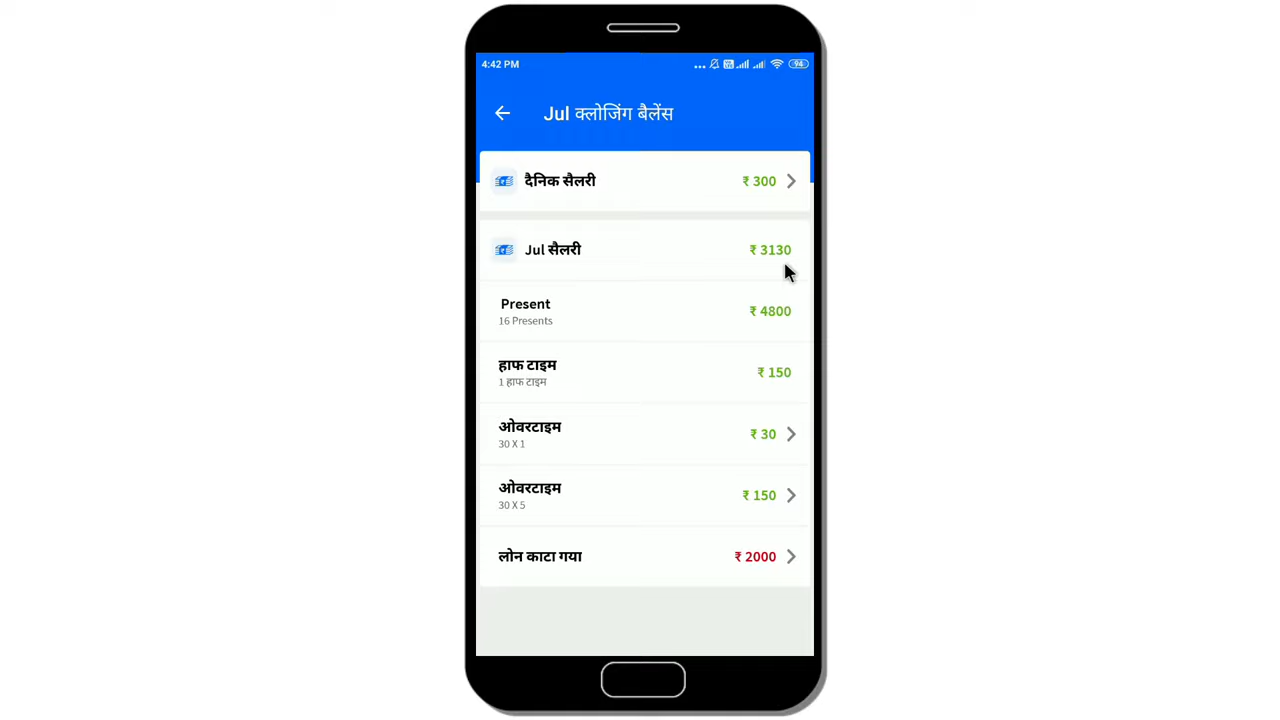 4:42 PM
94
Jul क्लोजिंग बैलेंस
दैनिक सैलरी ₹ 300
Jul सैलरी ₹ 3130
Present ₹ 4800
16 Presents
हाफ टाइम ₹ 150
1 हाफ टाइम
ओवरटाइम ₹ 30
30 X 1
ओवरटाइम ₹ 150
30 X 5
लोन काटा गया ₹ 2000